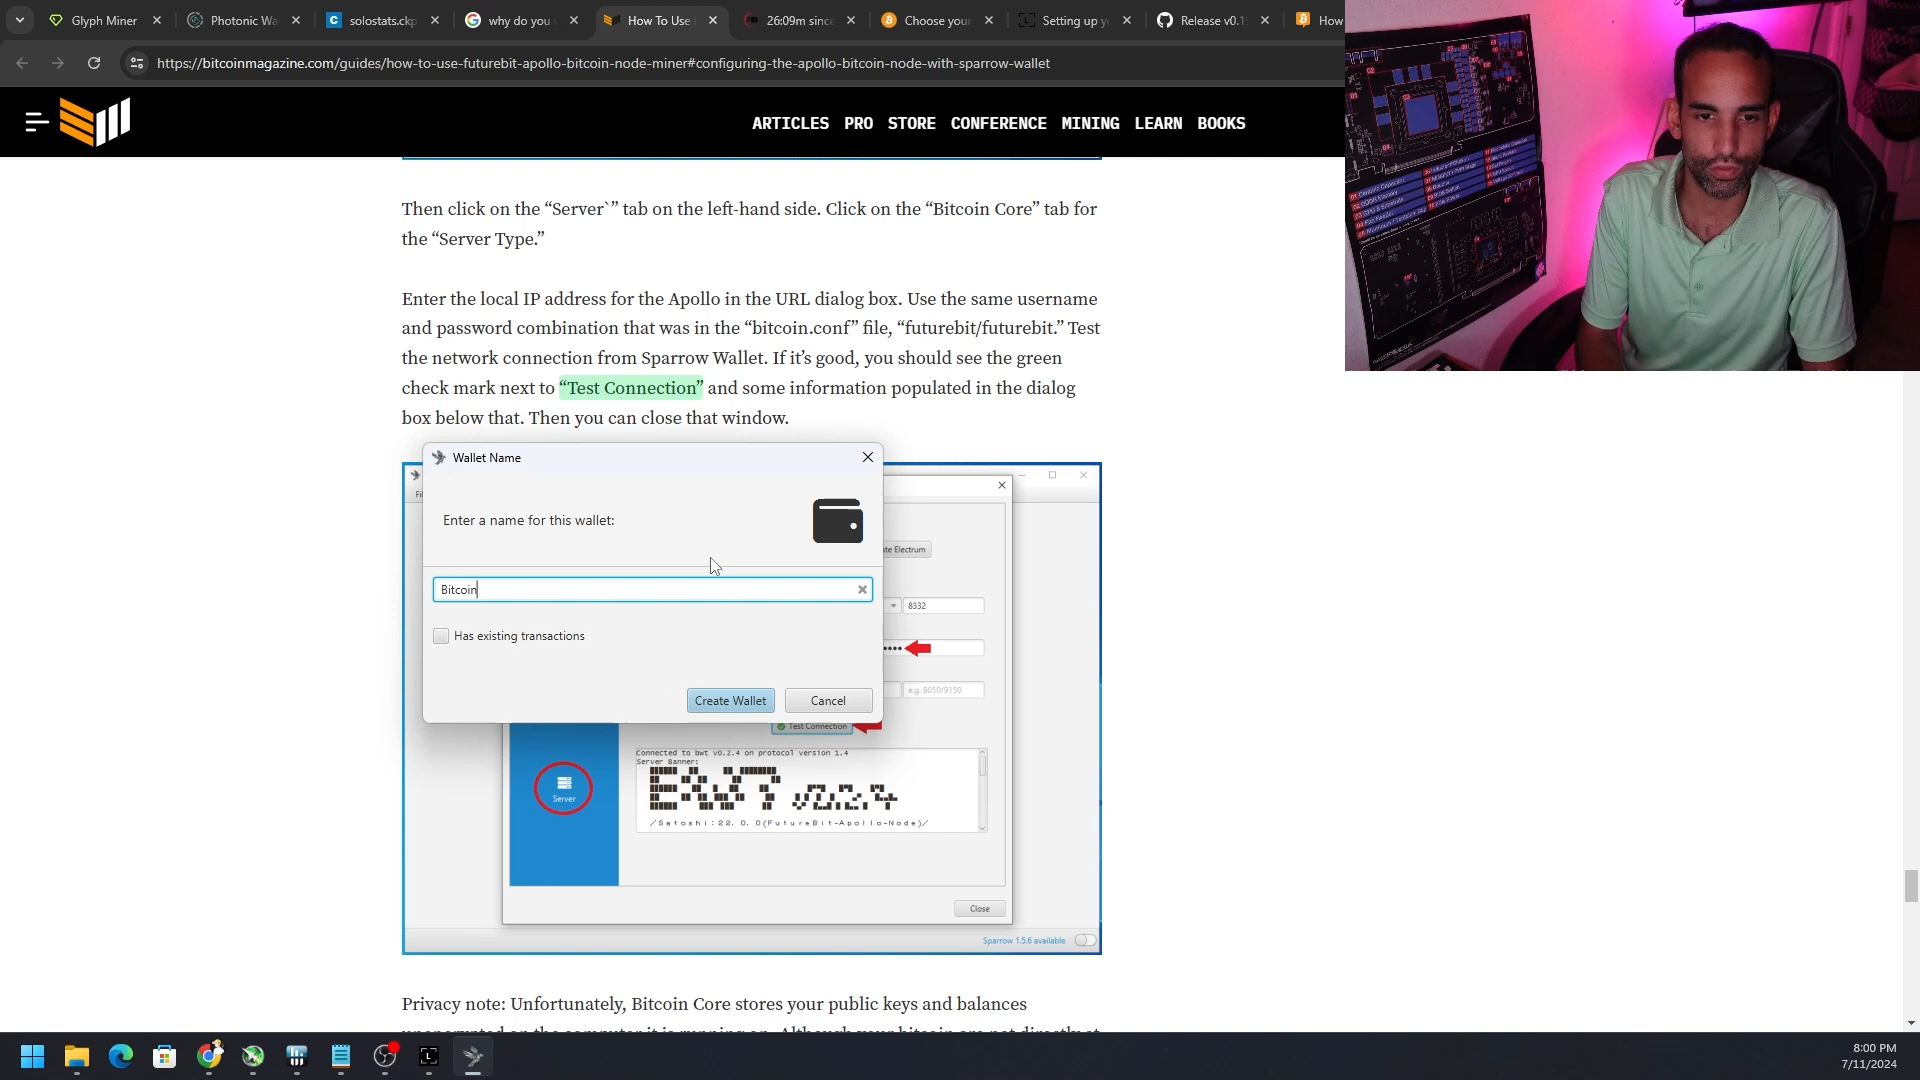 Glyph Miner
Photonic Wa
solostats.ckp
why do you
How To Use
26:09m since
Choose your
Setting up yo
Release v0.1
How
https://bitcoinmagazine.com/guides/how-to-use-futurebit-apollo-bitcoin-node-miner#configuring-the-apollo-bitcoin-node-with-sparrow-wallet
ARTICLES PRO STORE CONFERENCE MINING LEARN BOOKS
Then click on the “Server`” tab on the left-hand side. Click on the “Bitcoin Core” tab for
the “Server Type.”
Enter the local IP address for the Apollo in the URL dialog box. Use the same username
and password combination that was in the “bitcoin.conf” file, “futurebit/futurebit.” Test
the network connection from Sparrow Wallet. If it’s good, you should see the green
check mark next to “Test Connection” and some information populated in the dialog
box below that. Then you can close that window.
Wallet Name
Enter a name for this wallet:
Bitcoin
Has existing transactions
Create Wallet
Cancel
Electrum
8332
e.g. 9050/9150
Test Connection
Connected to bwt v0.2.4 on protocol version 1.4
Server Banner:
/Satoshi:22.0.0(FutureBit-Apollo-Node)/
Server
Close
Sparrow 1.5.6 available
Privacy note: Unfortunately, Bitcoin Core stores your public keys and balances
8:00 PM
7/11/2024